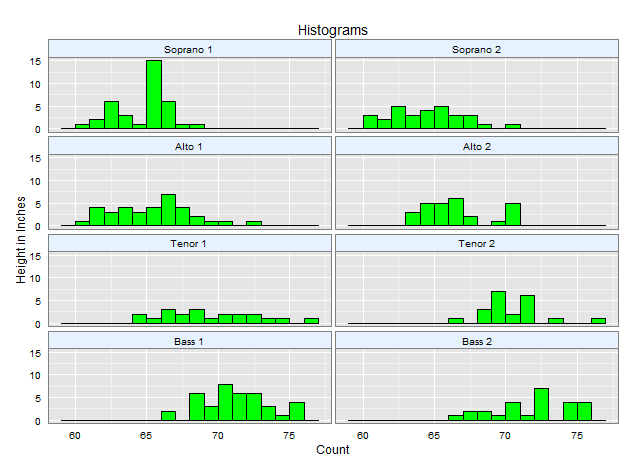 Histograms
Soprano 1 Soprano 2
15
10
5
0
Alto 1 Alto 2
15
10
5
0
Tenor 1 Tenor 2
15
10
5
0
Bass 1 Bass 2
15
10
5
0
60 65 70 75 60 65 70 75
Count
Height in Inches